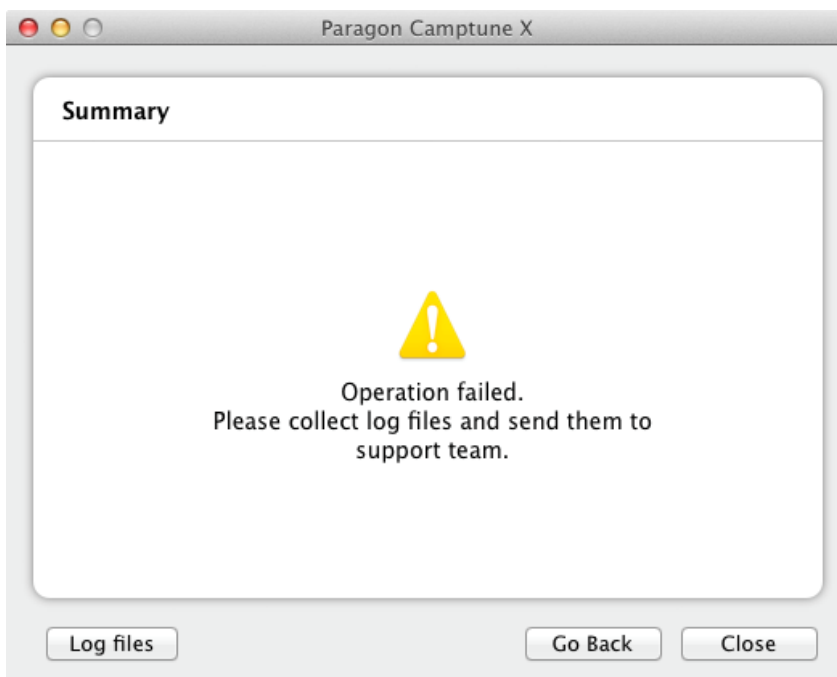 Paragon Camptune X
Summary
Operation failed.
Please collect log files and send them to
support team.
Log files
Go Back
Close